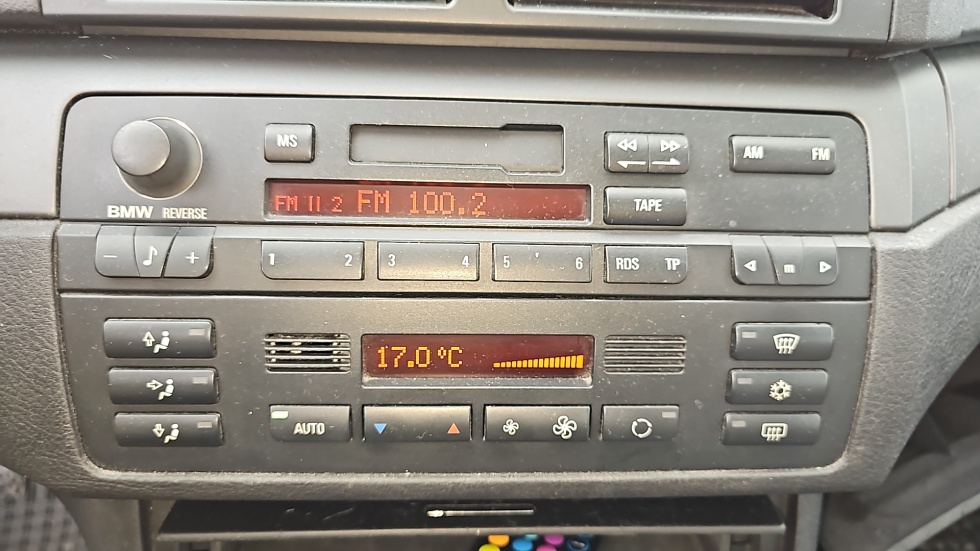 MS
AM FM
FM II 2 FM 100.2
TAPE
BMW REVERSE
1 2
3 4
5 6
RDS TP
m
17.0 °C
AUTO